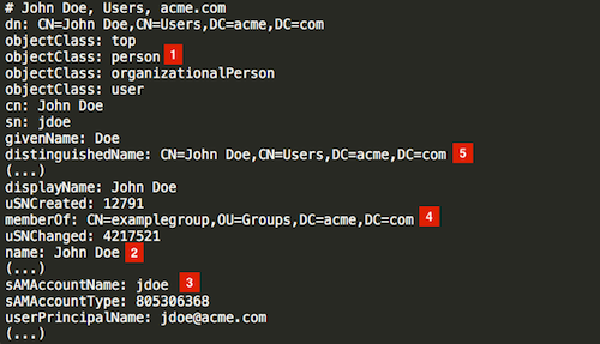 # John Doe, Users, acme.com
dn: CN=John Doe,CN=Users,DC=acme,DC=com
objectClass: top
objectClass: person 1
objectClass: organizationalPerson
objectClass: user
cn: John Doe
sn: jdoe
givenName: Doe
distinguishedName: CN=John Doe,CN=Users,DC=acme,DC=com 5
(...)
displayName: John Doe
uSNCreated: 12791
memberOf: CN=examplegroup,OU=Groups,DC=acme,DC=com 4
uSNChanged: 4217521
name: John Doe 2
(...)
sAMAccountName: jdoe 3
sAMAccountType: 805306368
userPrincipalName: jdoe@acme.com
(...)